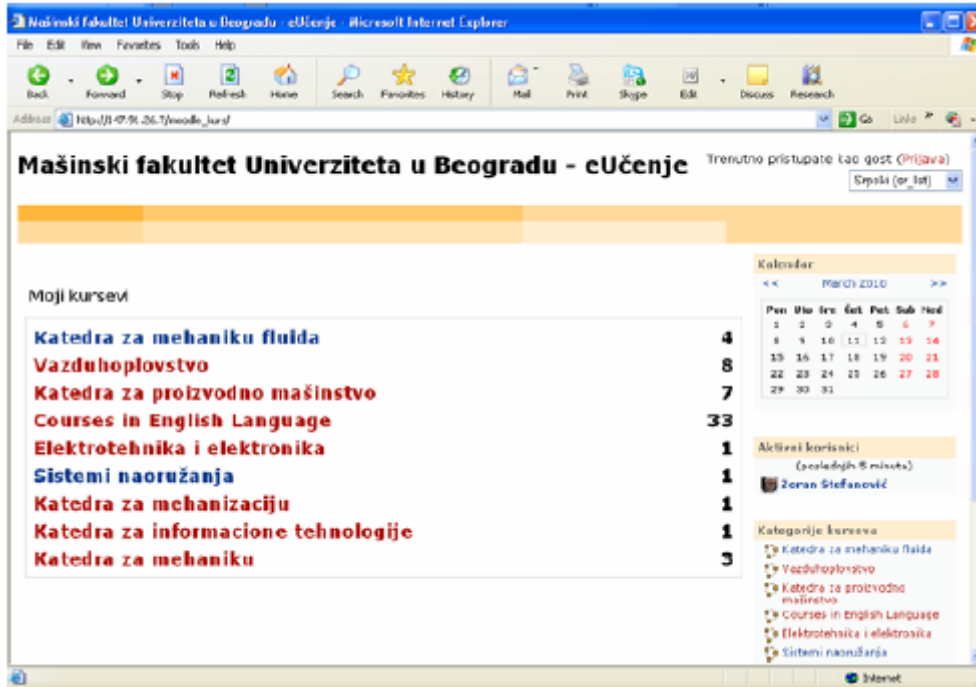 Mašinski fakultet Univerziteta u Beogradu - eUčenje - Microsoft Internet Explorer
File Edit View Favorites Tools Help
Back Forward Stop Refresh Home Search Favorites History Mail Print Skype Edit Discuss Research
Address Go Links
Mašinski fakultet Univerziteta u Beogradu - eUčenje
Trenutno pristupate kao gost (Prijava)
Srpski (sr_lat)
Moji kursevi
Katedra za mehaniku fluida 4
Vazduhoplovstvo 8
Katedra za proizvodno mašinstvo 7
Courses in English Language 33
Elektrotehnika i elektronika 1
Sistemi naoružanja 1
Katedra za mehanizaciju 1
Katedra za informacione tehnologije 1
Katedra za mehaniku 3
Kalendar
<< March 2010 >>
Pon Uto Sre Čet Pet Sub Ned
1 2 3 4 5 6 7
8 9 10 11 12 13 14
15 16 17 18 19 20 21
22 23 24 25 26 27 28
29 30 31
Aktivni korisnici
(poslednjih 5 minuta)
Zoran Stefanović
Kategorije kurseva
Katedra za mehaniku fluida
Vazduhoplovstvo
Katedra za proizvodno
mašinstvo
Courses in English Language
Elektrotehnika i elektronika
Sistemi naoružanja
Internet